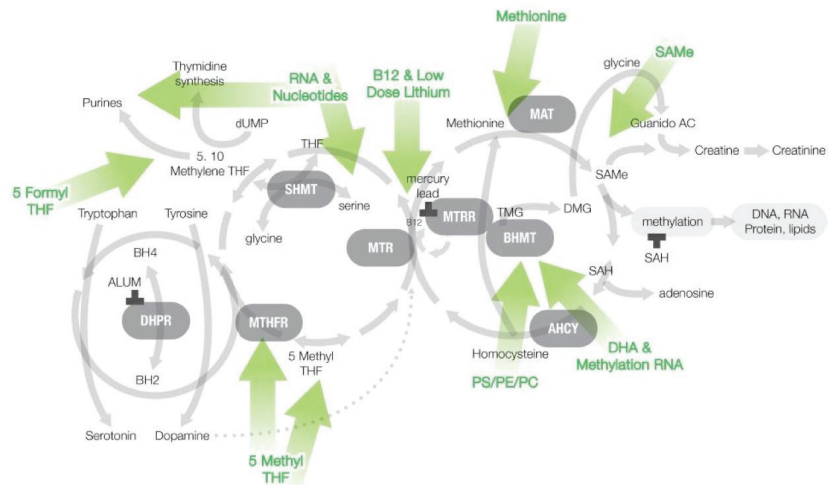 Methionine
SAMe
Thymidine
synthesis
RNA &
Nucleotides
B12 & Low
Dose Lithium
glycine
Purines
dUMP
Methionine
MAT
Guanido AC
THF
Creatine
Creatinine
5. 10
Methylene THF
mercury
lead
SAMe
5 Formyl
THF
SHMT
serine
B12
MTRR
TMG
DMG
methylation
DNA, RNA
Protein, lipids
Tryptophan
Tyrosine
glycine
MTR
BHMT
SAH
BH4
SAH
ALUM
adenosine
DHPR
MTHFR
AHCY
5 Methyl
THF
Homocysteine
DHA &
Methylation RNA
BH2
PS/PE/PC
Serotonin
Dopamine
5 Methyl
THF